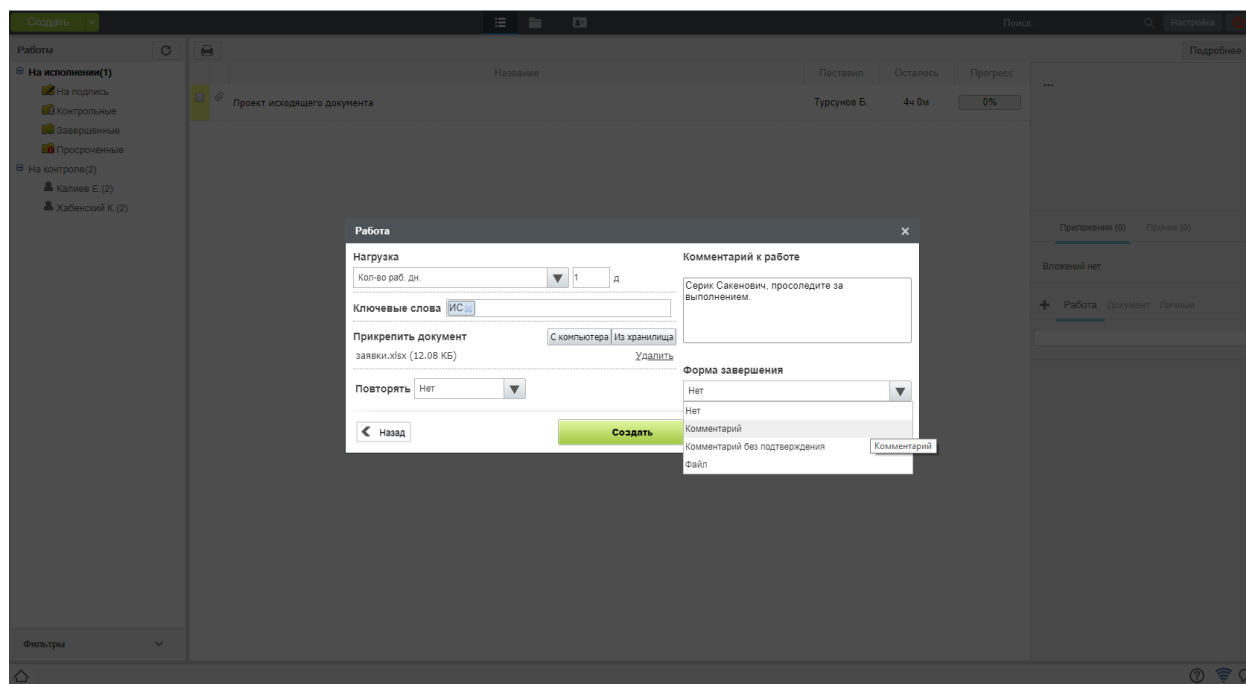 Создать
Поиск...
Настройки
Работы
Подробнее
На исполнении(1)
На подпись
Контрольные
Завершенные
Просроченные
На контроле(2)
Калиев Е.(2)
Хабенский К.(2)
Название
Поставил
Осталось
Прогресс
Проект исходящего документа
Турсунов Б.
4ч 0м
0%
...
Приложения (0)
Прочие (0)
Вложений нет
Работа
Документ
Личные
Работа
Нагрузка
Кол-во раб. дн.
1
д
Ключевые слова
ИС
Прикрепить документ
С компьютера
Из хранилища
заявки.xlsx (12.08 КБ)
Удалить
Повторять
Нет
Назад
Создать
Комментарий к работе
Серик Сакенович, просоледите за
выполнением.
Форма завершения
Нет
Нет
Комментарий
Комментарий без подтверждения
Файл
Комментарий
Фильтры